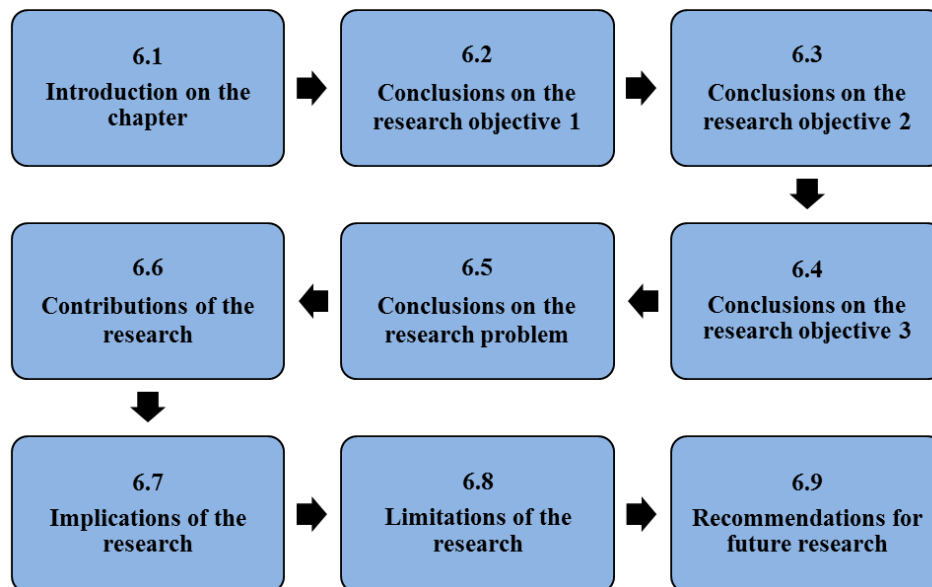 6.1
Introduction on the
chapter
6.2
Conclusions on the
research objective 1
6.3
Conclusions on the
research objective 2
6.4
Conclusions on the
research objective 3
6.5
Conclusions on the
research problem
6.6
Contributions of the
research
6.7
Implications of the
research
6.8
Limitations of the
research
6.9
Recommendations for
future research